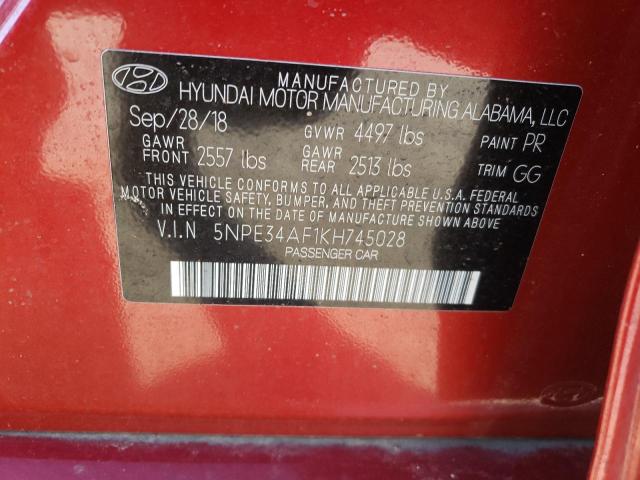 MANUFACTURED BY
HYUNDAI MOTOR MANUFACTURING ALABAMA, LLC
Sep/28/18 GVWR 4497 lbs PAINT PR
GAWR FRONT 2557 lbs GAWR REAR 2513 lbs TRIM GG
THIS VEHICLE CONFORMS TO ALL APPLICABLE U.S.A. FEDERAL
MOTOR VEHICLE SAFETY, BUMPER, AND THEFT PREVENTION STANDARDS
IN EFFECT ON THE DATE OF MANUFACTURE SHOWN ABOVE.
V.I.N 5NPE34AF1KH745028
PASSENGER CAR